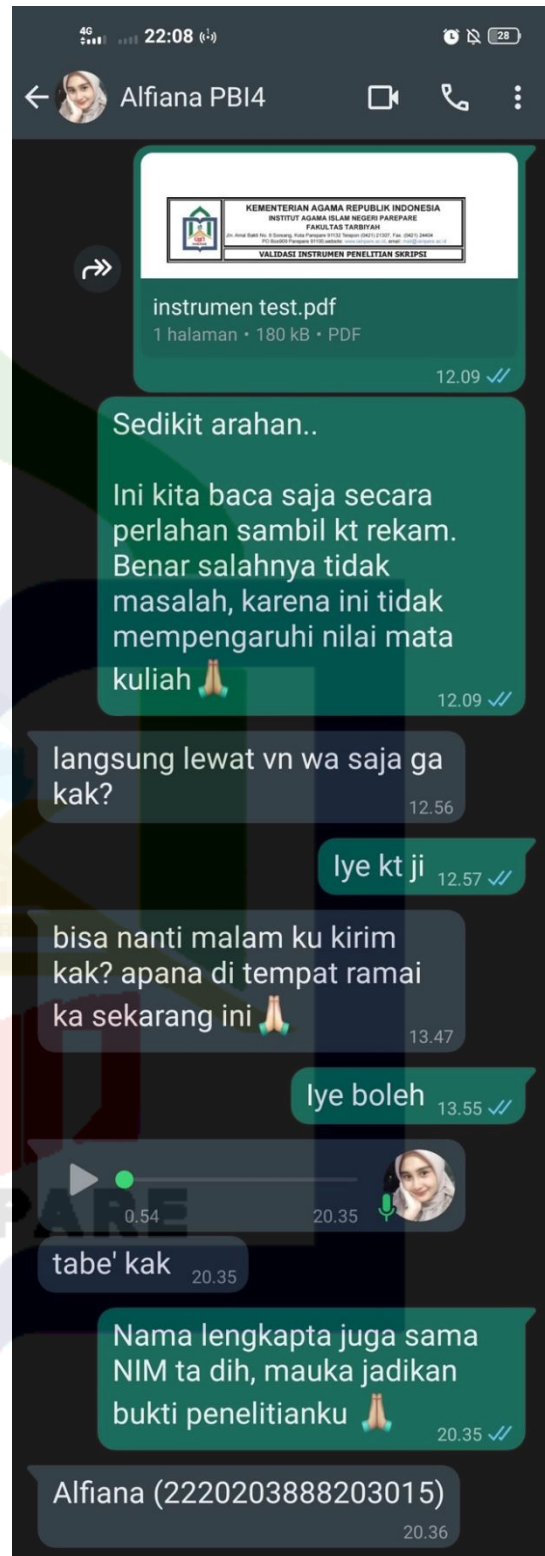 4G 22:08 28
Alfiana PBI4
KEMENTERIAN AGAMA REPUBLIK INDONESIA
INSTITUT AGAMA ISLAM NEGERI PAREPARE
FAKULTAS TARBIYAH
VALIDASI INSTRUMEN PENELITIAN SKRIPSI
instrumen test.pdf
1 halaman • 180 kB • PDF
12.09
Sedikit arahan..
Ini kita baca saja secara
perlahan sambil kt rekam.
Benar salahnya tidak
masalah, karena ini tidak
mempengaruhi nilai mata
kuliah 🙏
12.09
langsung lewat vn wa saja ga
kak?
12.56
Iye kt ji 12.57
bisa nanti malam ku kirim
kak? apana di tempat ramai
ka sekarang ini 🙏
13.47
Iye boleh 13.55
0.54 20.35
PARE
tabe' kak 20.35
Nama lengkapta juga sama
NIM ta dih, mauka jadikan
bukti penelitianku 🙏
20.35
Alfiana (2220203888203015)
20.36